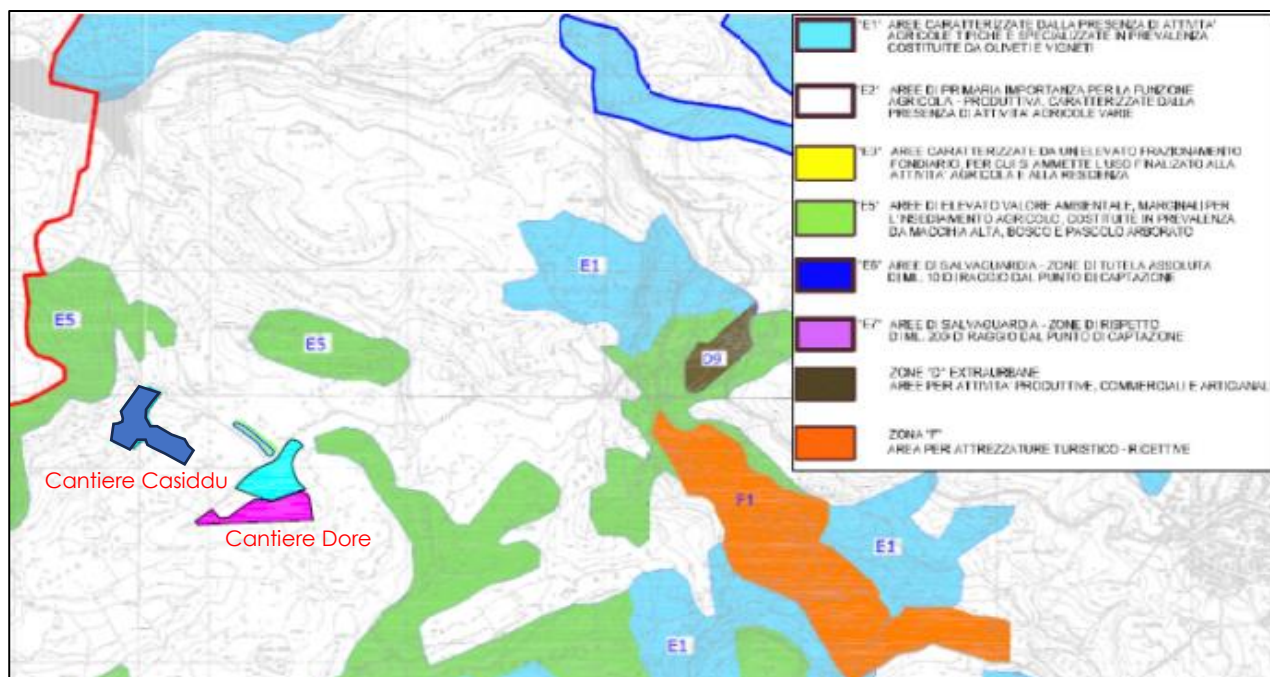 "E1" AREE CARATTERIZZATE DALLA PRESENZA DI ATTIVITA'
AGRICOLE TIPICHE E SPECIALIZZATE IN PREVALENZA
COSTITUITE DA OLIVETI E VIGNETI
"E2" AREE DI PRIMARIA IMPORTANZA PER LA FUNZIONE
AGRICOLA - PRODUTTIVA, CARATTERIZZATE DALLA
PRESENZA DI ATTIVITA' AGRICOLE VARIE
"E3" AREE CARATTERIZZATE DA UN ELEVATO FRAZIONAMENTO
FONDIARIO, PER CUI SI AMMETTE L'USO FINALIZATO ALLA
ATTIVITA' AGRICOLA E ALLA RESIDENZA
"E5" AREE DI ELEVATO VALORE AMBIENTALE, MARGINALI PER
L'INSEDIAMENTO AGRICOLO, COSTITUITE IN PREVALENZA
DA MACCHIA ALTA, BOSCO E PASCOLO ARBORATO
"E6" AREE DI SALVAGUARDIA - ZONE DI TUTELA ASSOLUTA
DI ML. 10 DI RAGGIO DAL PUNTO DI CAPTAZIONE
"E7" AREE DI SALVAGUARDIA - ZONE DI RISPETTO
DI ML. 200 DI RAGGIO DAL PUNTO DI CAPTAZIONE
ZONE "D" EXTRAURBANE
AREE PER ATTIVITA' PRODUTTIVE, COMMERCIALI E ARTIGIANALI
ZONA "F"
AREA PER ATTREZZATURE TURISTICO - RICETTIVE
E1
E5
E5
D9
Cantiere Casiddu
F1
Cantiere Dore
E1
E1